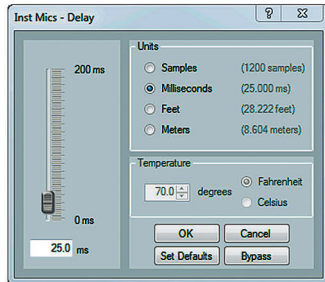 Inst Mics - Delay
? X
200 ms
0 ms
25.0 ms
Units
Samples (1200 samples)
Milliseconds (25.000 ms)
Feet (28.222 feet)
Meters (8.604 meters)
Temperature
70.0 degrees
Fahrenheit
Celsius
OK Cancel
Set Defaults Bypass